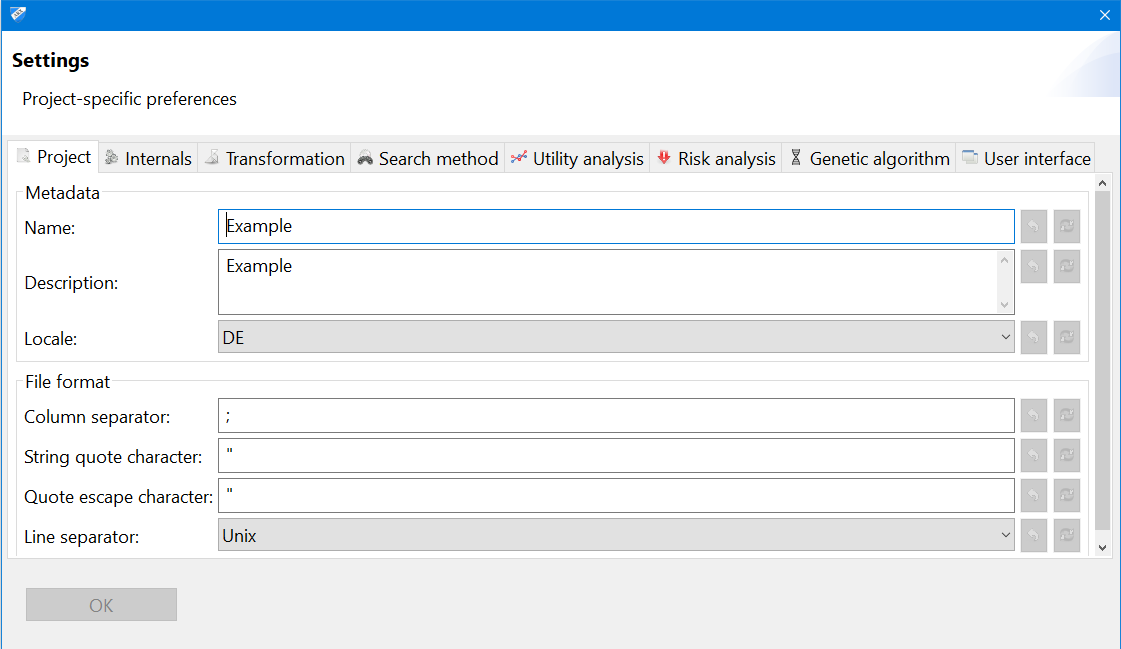 Settings
Project-specific preferences
Project Internals Transformation Search method Utility analysis Risk analysis Genetic algorithm User interface
Metadata
Name: Example
Description: Example
Locale: DE
File format
Column separator: ;
String quote character: "
Quote escape character: "
Line separator: Unix
OK